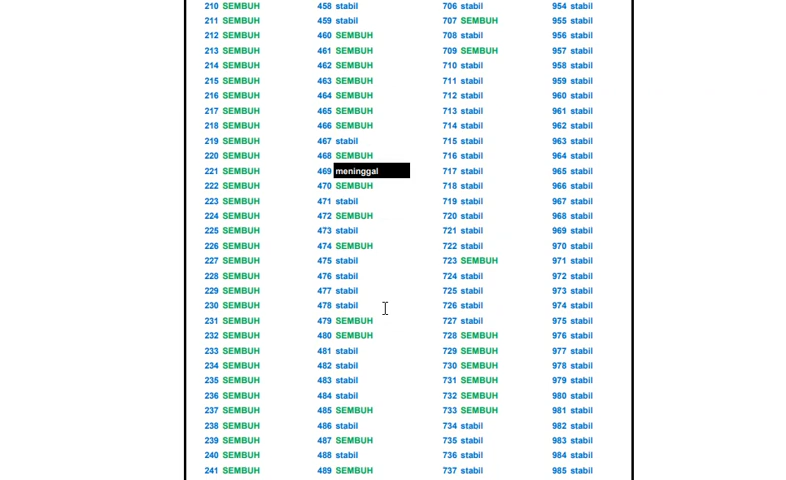 210 SEMBUH 458 stabil 706 stabil 954 stabil
211 SEMBUH 459 stabil 707 SEMBUH 955 stabil
212 SEMBUH 460 SEMBUH 708 stabil 956 stabil
213 SEMBUH 461 SEMBUH 709 SEMBUH 957 stabil
214 SEMBUH 462 SEMBUH 710 stabil 958 stabil
215 SEMBUH 463 SEMBUH 711 stabil 959 stabil
216 SEMBUH 464 SEMBUH 712 stabil 960 stabil
217 SEMBUH 465 SEMBUH 713 stabil 961 stabil
218 SEMBUH 466 SEMBUH 714 stabil 962 stabil
219 SEMBUH 467 stabil 715 stabil 963 stabil
220 SEMBUH 468 SEMBUH 716 stabil 964 stabil
221 SEMBUH 469 meninggal 717 stabil 965 stabil
222 SEMBUH 470 SEMBUH 718 stabil 966 stabil
223 SEMBUH 471 stabil 719 stabil 967 stabil
224 SEMBUH 472 SEMBUH 720 stabil 968 stabil
225 SEMBUH 473 stabil 721 stabil 969 stabil
226 SEMBUH 474 SEMBUH 722 stabil 970 stabil
227 SEMBUH 475 stabil 723 SEMBUH 971 stabil
228 SEMBUH 476 stabil 724 stabil 972 stabil
229 SEMBUH 477 stabil 725 stabil 973 stabil
230 SEMBUH 478 stabil 726 stabil 974 stabil
231 SEMBUH 479 SEMBUH 727 stabil 975 stabil
232 SEMBUH 480 SEMBUH 728 SEMBUH 976 stabil
233 SEMBUH 481 stabil 729 SEMBUH 977 stabil
234 SEMBUH 482 stabil 730 SEMBUH 978 stabil
235 SEMBUH 483 stabil 731 SEMBUH 979 stabil
236 SEMBUH 484 stabil 732 SEMBUH 980 stabil
237 SEMBUH 485 SEMBUH 733 SEMBUH 981 stabil
238 SEMBUH 486 stabil 734 stabil 982 stabil
239 SEMBUH 487 SEMBUH 735 stabil 983 stabil
240 SEMBUH 488 stabil 736 stabil 984 stabil
241 SEMBUH 489 SEMBUH 737 stabil 985 stabil